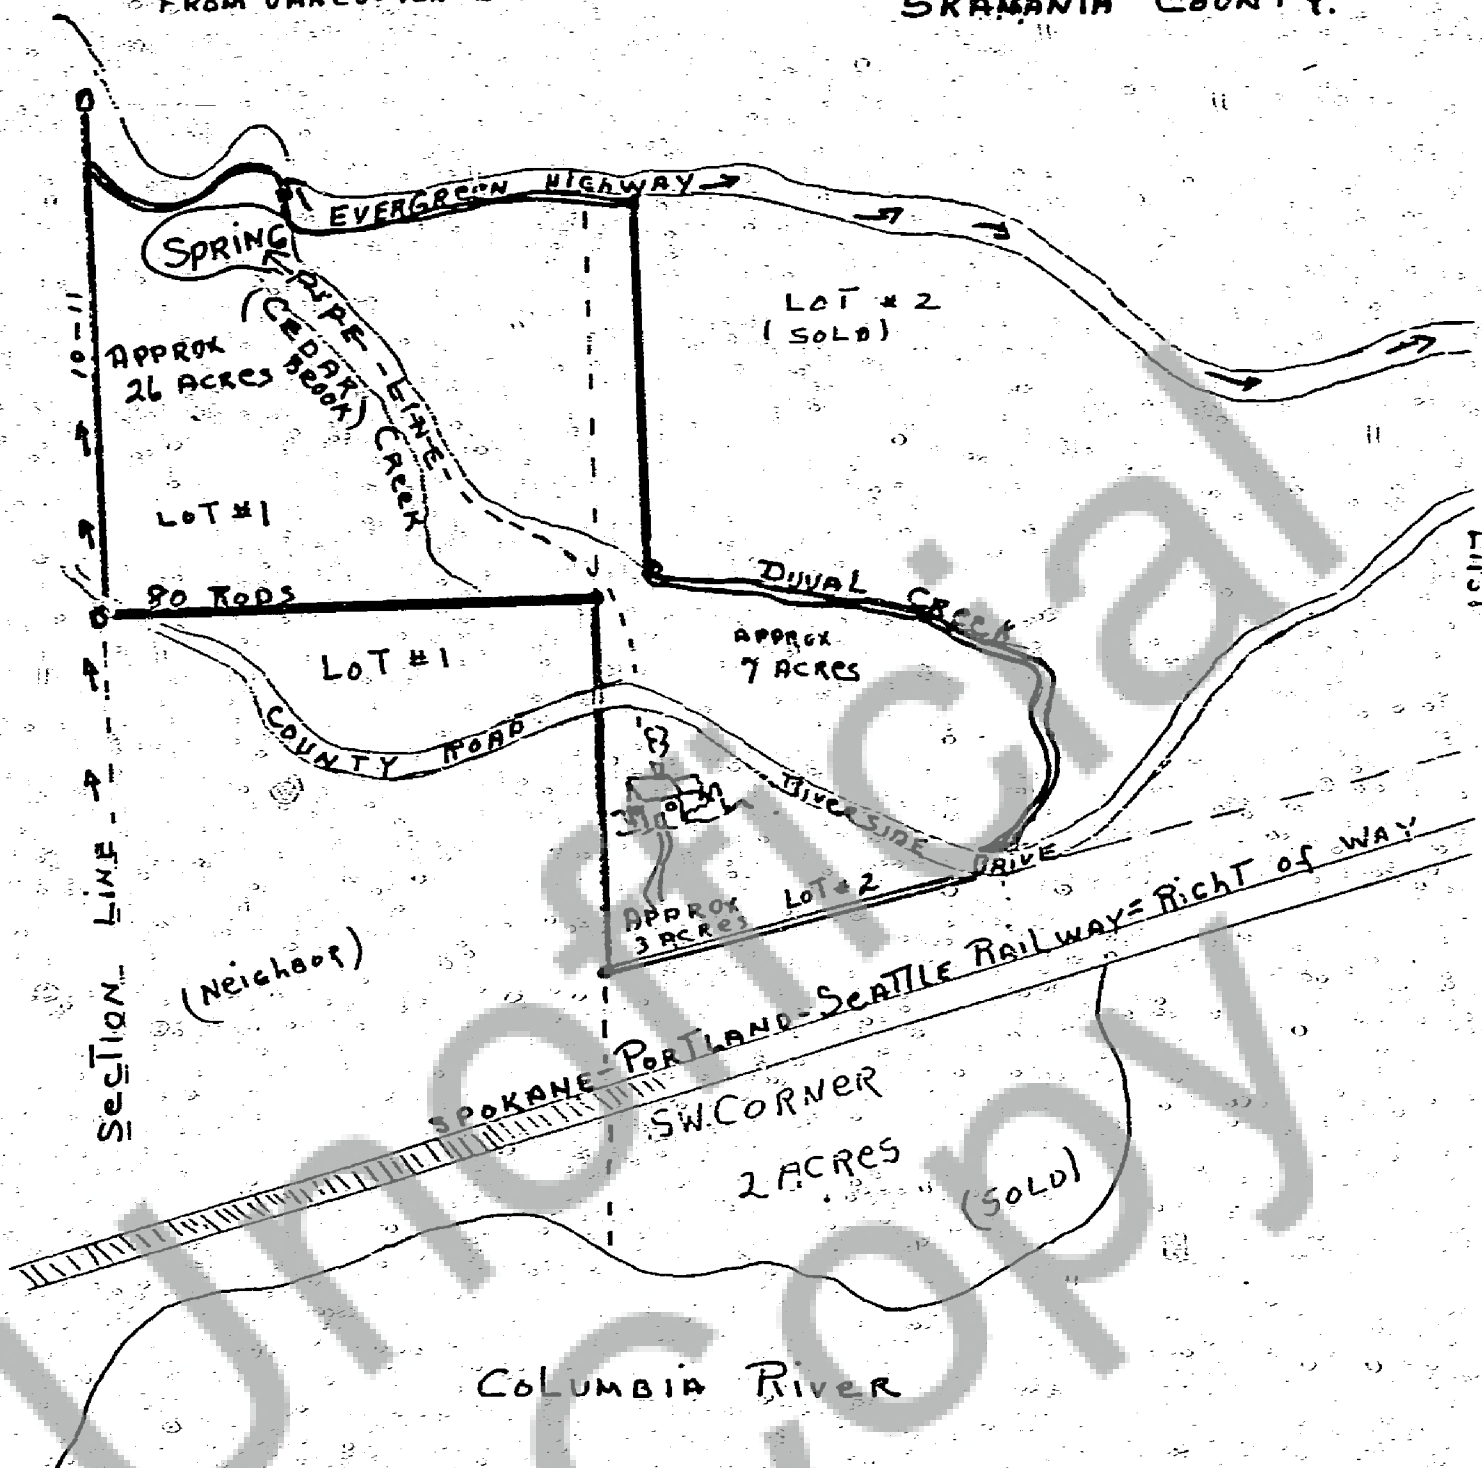 SKAMANIA COUNTY.
EVERGREEN HIGHWAY
SPRING
PIPE-LINE-
(CEDAR
BROOK)
CREEK
LOT # 2
(SOLD)
10-11
APPROX
26 ACRES
LOT #1
80 RODS
DUVAL CREEK
APPROX
7 ACRES
LOT #1
COUNTY ROAD
RIVERSIDE DRIVE
SECTION LINE
APPROX
3 ACRES
LOT # 2
(NEIGHBOR)
SPOKANE-PORTLAND-SEATTLE RAILWAY=RIGHT OF WAY
SW. CORNER
2 ACRES
(SOLD)
COLUMBIA RIVER
Unofficial
Copy